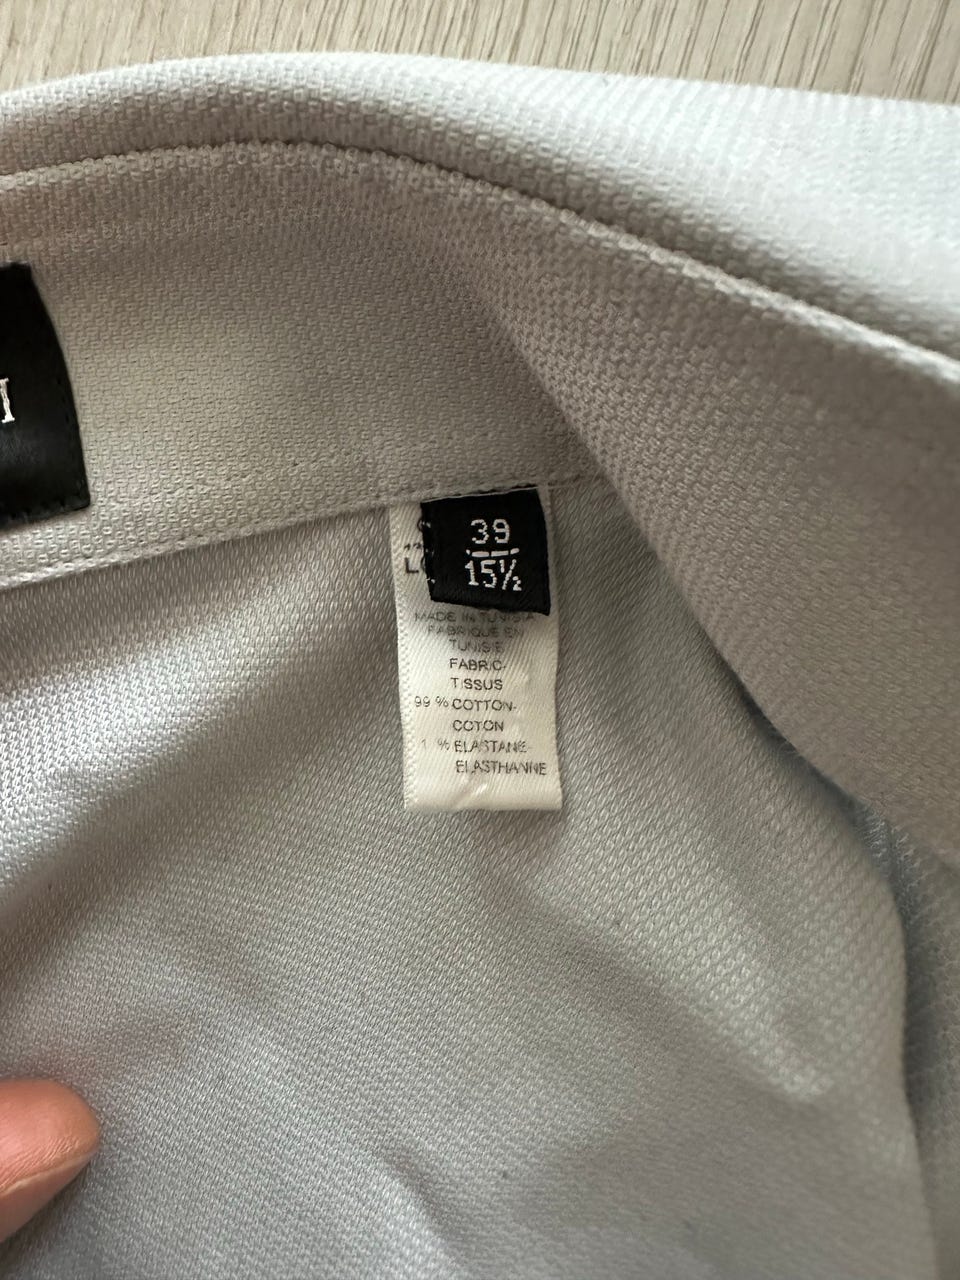 I
39
15½
MADE IN TUNISIA
FABRIQUE EN
TUNISIE
FABRIC-
TISSUS
99 % COTTON-
COTON
1 % ELASTANE-
ELASTHANNE